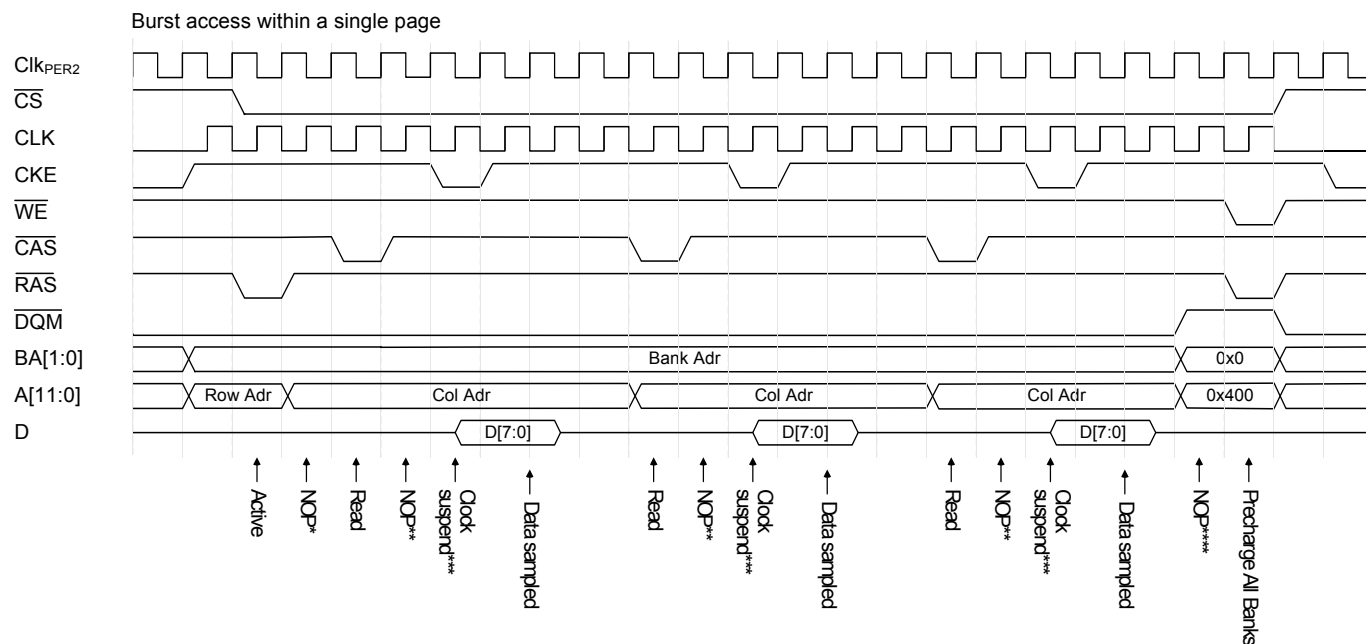 Burst access within a single page
ClkPER2
CS
CLK
CKE
WE
CAS
RAS
DQM
BA[1:0] Bank Adr 0x0
A[11:0] Row Adr Col Adr Col Adr Col Adr 0x400
D D[7:0] D[7:0] D[7:0]
Active
NOP*
Read
NOP**
Clock
suspend***
Data sampled
Read
NOP**
Clock
suspend***
Data sampled
Read
NOP**
Clock
suspend***
Data sampled
NOP****
Precharge All Banks